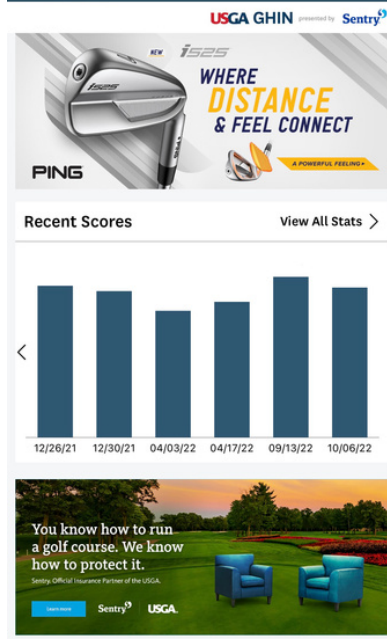 USGA GHIN presented by Sentry
NEW i525
WHERE
DISTANCE
& FEEL CONNECT
A POWERFUL FEELING
PING
Recent Scores View All Stats >
12/26/21 12/30/21 04/03/22 04/17/22 09/13/22 10/06/22
You know how to run
a golf course. We know
how to protect it.
Sentry. Official Insurance Partner of the USGA.
Learn more Sentry USGA.